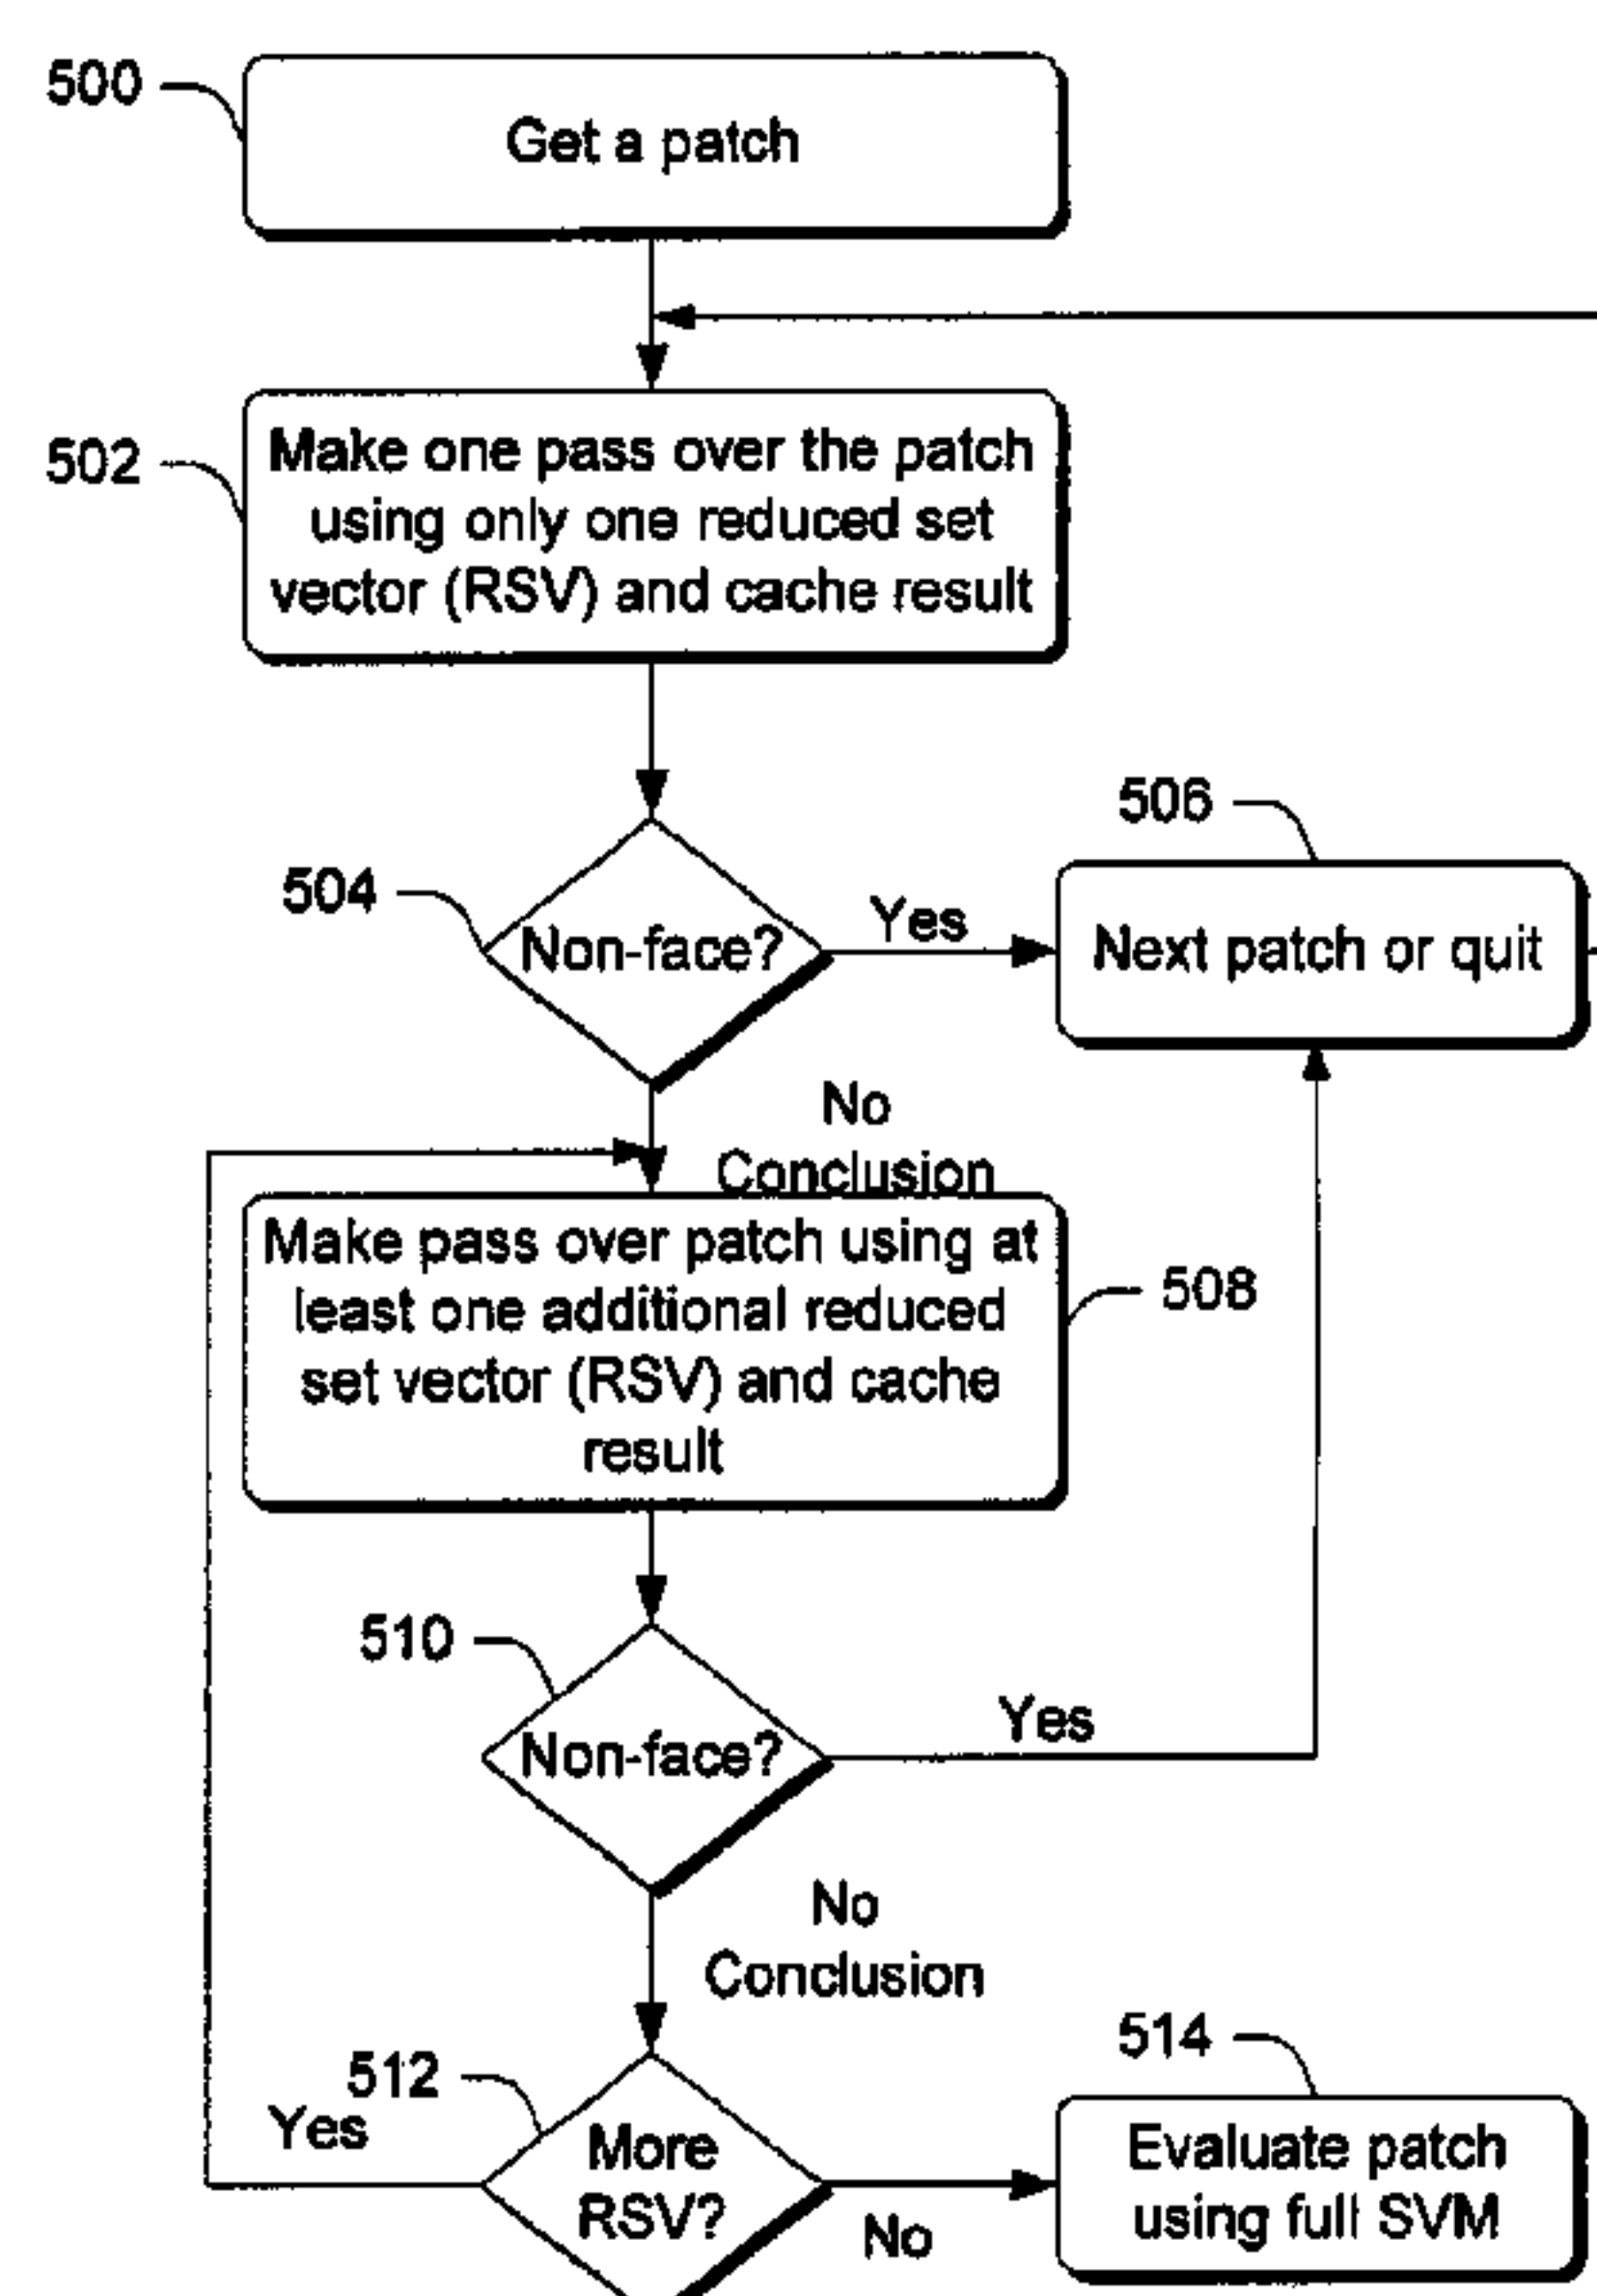 500
Get a patch
502
Make one pass over the patch
using only one reduced set
vector (RSV) and cache result
506
504
Non-face?
Yes
Next patch or quit
No
Conclusion
Make pass over patch using at
least one additional reduced
set vector (RSV) and cache
result
508
510
Non-face?
Yes
No
Conclusion
514
512
Yes
More
RSV?
No
Evaluate patch
using full SVM